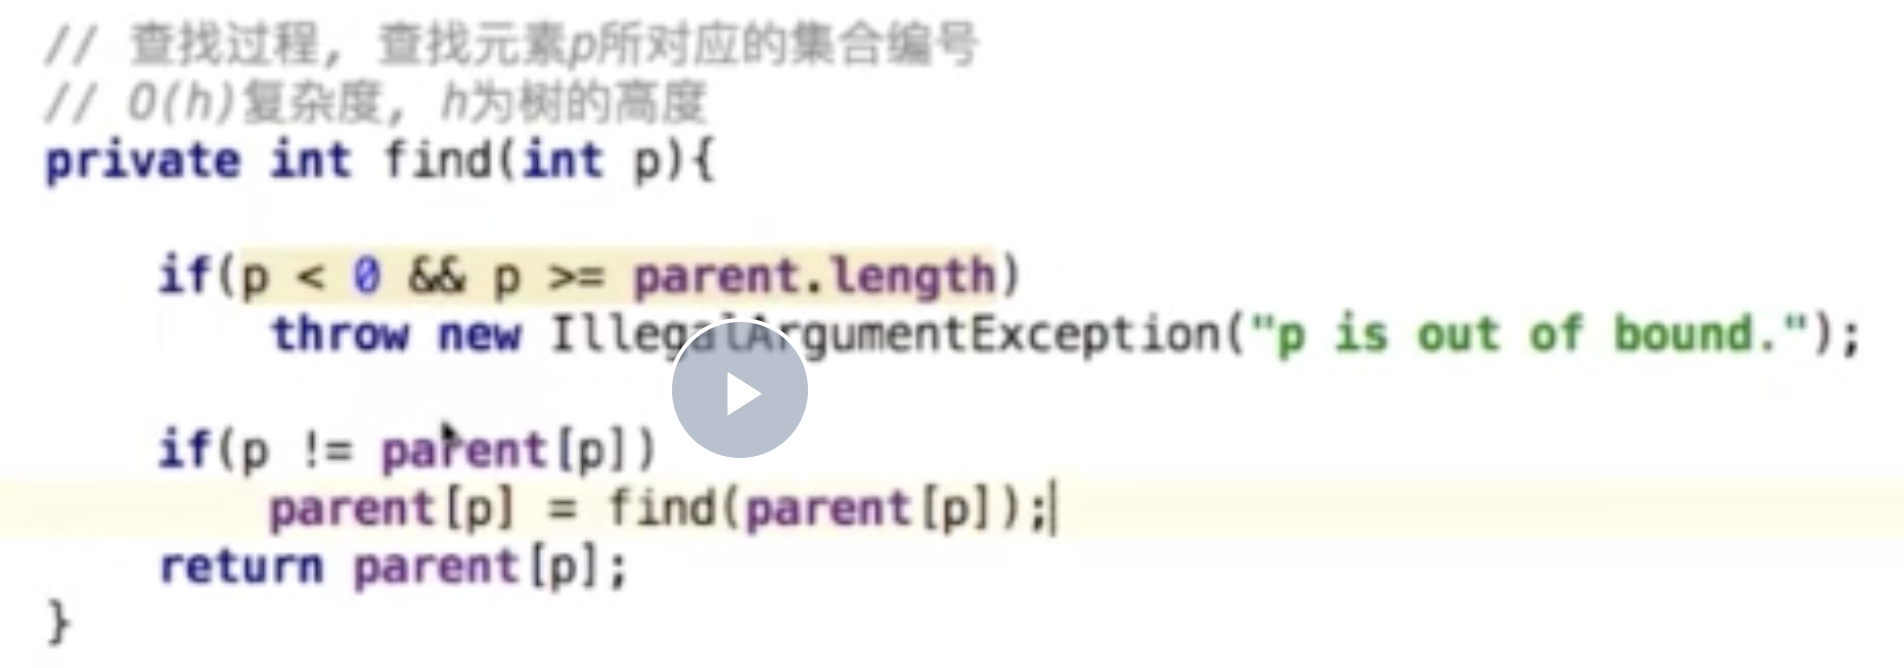 // 查找过程, 查找元素p所对应的集合编号
// O(h)复杂度, h为树的高度
private int find(int p){
if(p < 0 && p >= parent.length)
throw new IllegalArgumentException("p is out of bound.");
if(p != parent[p])
parent[p] = find(parent[p]);
return parent[p];
}